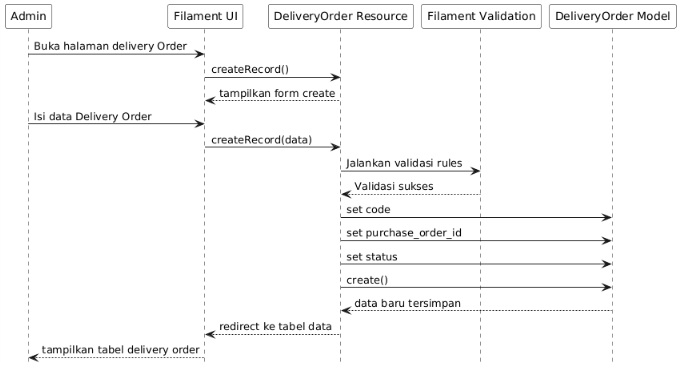 Admin
Filament UI
DeliveryOrder Resource
Filament Validation
DeliveryOrder Model
Buka halaman delivery Order
createRecord()
tampilkan form create
Isi data Delivery Order
createRecord(data)
Jalankan validasi rules
Validasi sukses
set code
set purchase_order_id
set status
create()
data baru tersimpan
redirect ke tabel data
tampilkan tabel delivery order